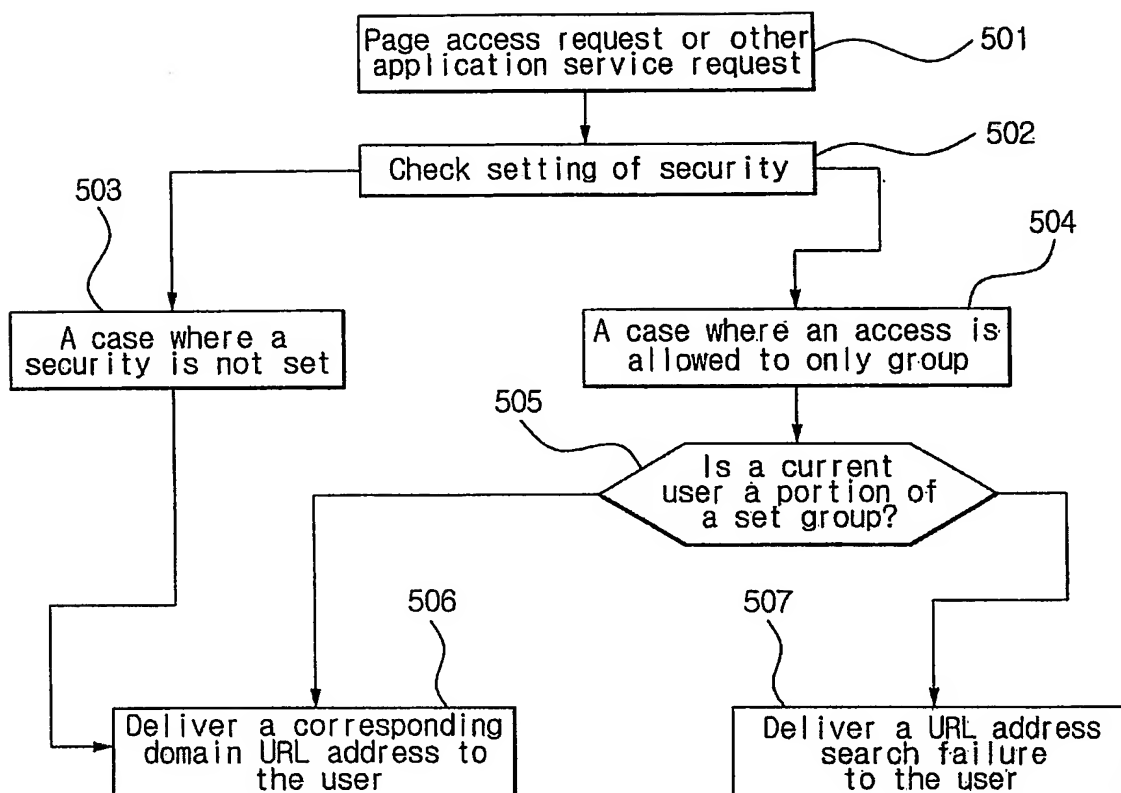 Page access request or other
application service request
501
Check setting of security
502
503
504
A case where a
security is not set
A case where an access is
allowed to only group
505
Is a current
user a portion of
a set group?
506
507
Deliver a corresponding
domain URL address to
the user
Deliver a URL address
search failure
to the user